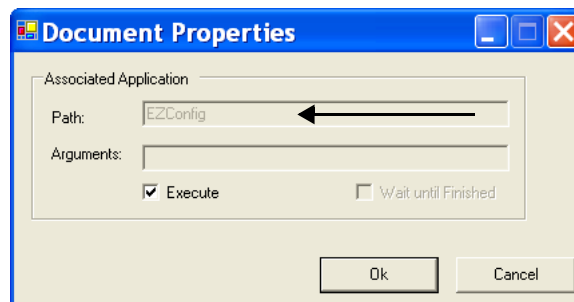 Document Properties
Associated Application
Path: EZConfig
Arguments:
Execute Wait until Finished
Ok Cancel